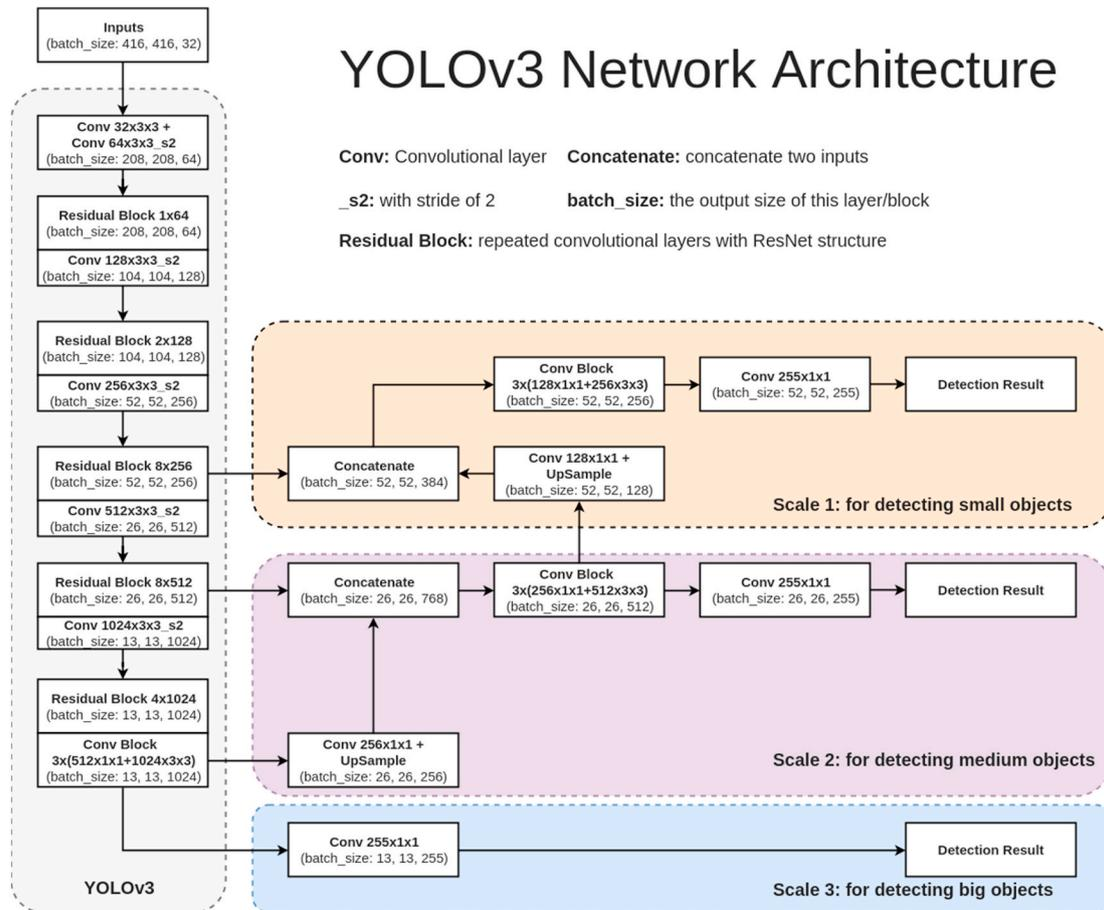 Inputs
(batch_size: 416, 416, 32)
YOLOv3 Network Architecture
Conv 32x3x3 +
Conv 64x3x3_s2
(batch_size: 208, 208, 64)
Conv: Convolutional layer Concatenate: concatenate two inputs
_s2: with stride of 2 batch_size: the output size of this layer/block
Residual Block: repeated convolutional layers with ResNet structure
Residual Block 1x64
(batch_size: 208, 208, 64)
Conv 128x3x3_s2
(batch_size: 104, 104, 128)
Residual Block 2x128
(batch_size: 104, 104, 128)
Conv 256x3x3_s2
(batch_size: 52, 52, 256)
Residual Block 8x256
(batch_size: 52, 52, 256)
Conv 512x3x3_s2
(batch_size: 26, 26, 512)
Residual Block 8x512
(batch_size: 26, 26, 512)
Conv 1024x3x3_s2
(batch_size: 13, 13, 1024)
Residual Block 4x1024
(batch_size: 13, 13, 1024)
Conv Block
3x(512x1x1+1024x3x3)
(batch_size: 13, 13, 1024)
YOLOv3
Conv Block
3x(128x1x1+256x3x3)
(batch_size: 52, 52, 256)
Conv 255x1x1
(batch_size: 52, 52, 255)
Detection Result
Concatenate
(batch_size: 52, 52, 384)
Conv 128x1x1 +
UpSample
(batch_size: 52, 52, 128)
Scale 1: for detecting small objects
Concatenate
(batch_size: 26, 26, 768)
Conv Block
3x(256x1x1+512x3x3)
(batch_size: 26, 26, 512)
Conv 255x1x1
(batch_size: 26, 26, 255)
Detection Result
Conv 256x1x1 +
UpSample
(batch_size: 26, 26, 256)
Scale 2: for detecting medium objects
Conv 255x1x1
(batch_size: 13, 13, 255)
Detection Result
Scale 3: for detecting big objects